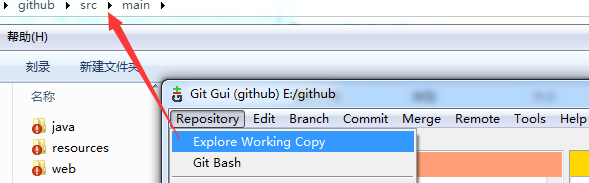 github ▸ src ▸ main ▸
帮助(H)
刻录 新建文件夹
名称
java
resources
web
Git Gui (github) E:/github
Repository Edit Branch Commit Merge Remote Tools Help
Explore Working Copy
Git Bash